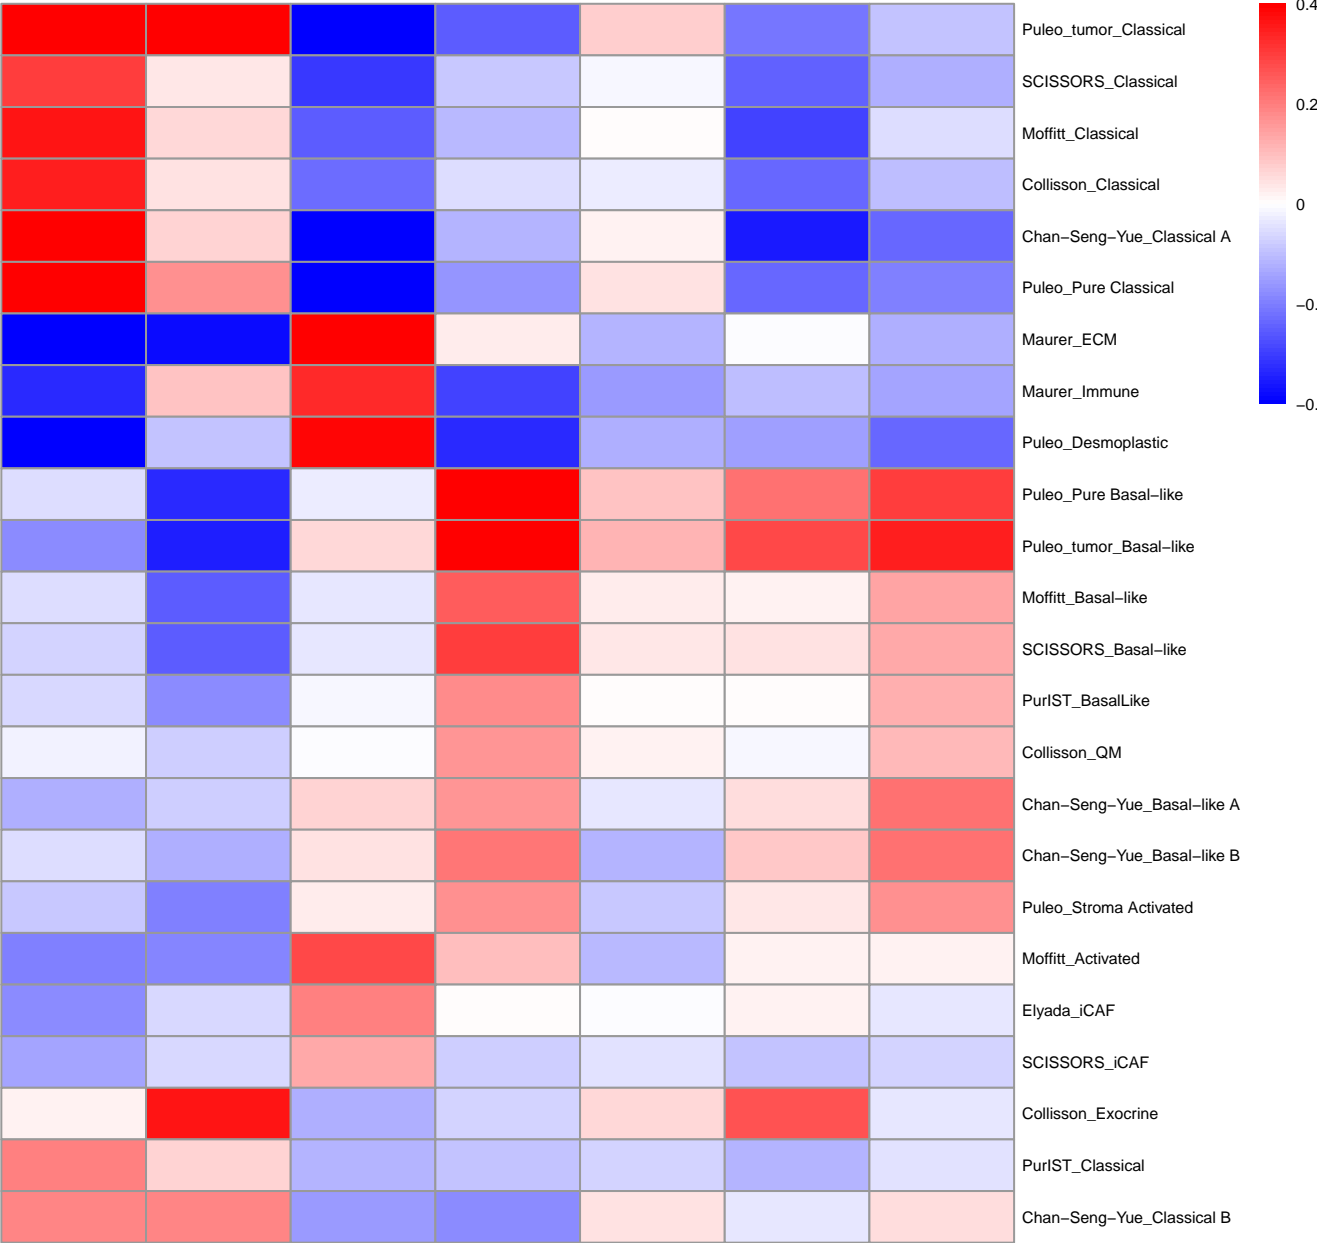 Puleo_tumor_Classical
SCISSORS_Classical
Moffitt_Classical
Collisson_Classical
Chan−Seng−Yue_Classical A
Puleo_Pure Classical
Maurer_ECM
Maurer_Immune
Puleo_Desmoplastic
Puleo_Pure Basal−like
Puleo_tumor_Basal−like
Moffitt_Basal−like
SCISSORS_Basal−like
PurIST_BasalLike
Collisson_QM
Chan−Seng−Yue_Basal−like A
Chan−Seng−Yue_Basal−like B
Puleo_Stroma Activated
Moffitt_Activated
Elyada_iCAF
SCISSORS_iCAF
Collisson_Exocrine
PurIST_Classical
Chan−Seng−Yue_Classical B
0.4
0.2
0
−0.
−0.